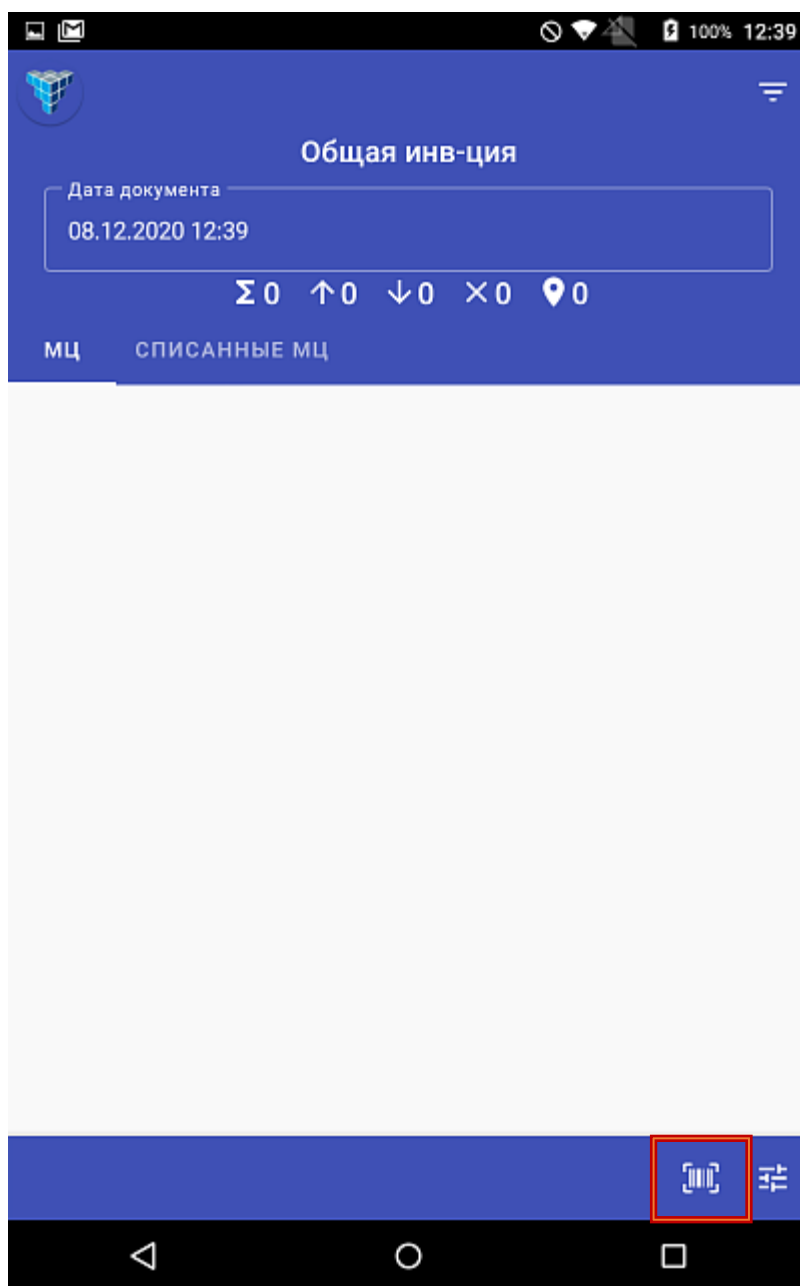 100% 12:39
Общая инв-ция
Дата документа
08.12.2020 12:39
Σ 0 ↑ 0 ↓ 0 × 0 0
МЦ СПИСАННЫЕ МЦ